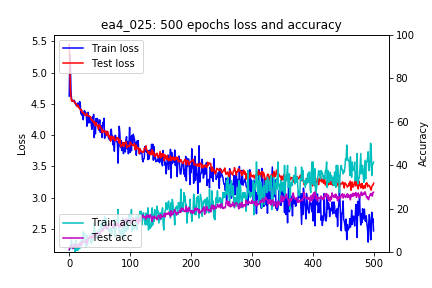 ea4_025: 500 epochs loss and accuracy
5.5
5.0
4.5
4.0
3.5
3.0
2.5
Loss
Train loss
Test loss
Train acc
Test acc
100
80
60
40
20
0
Accuracy
0
100
200
300
400
500